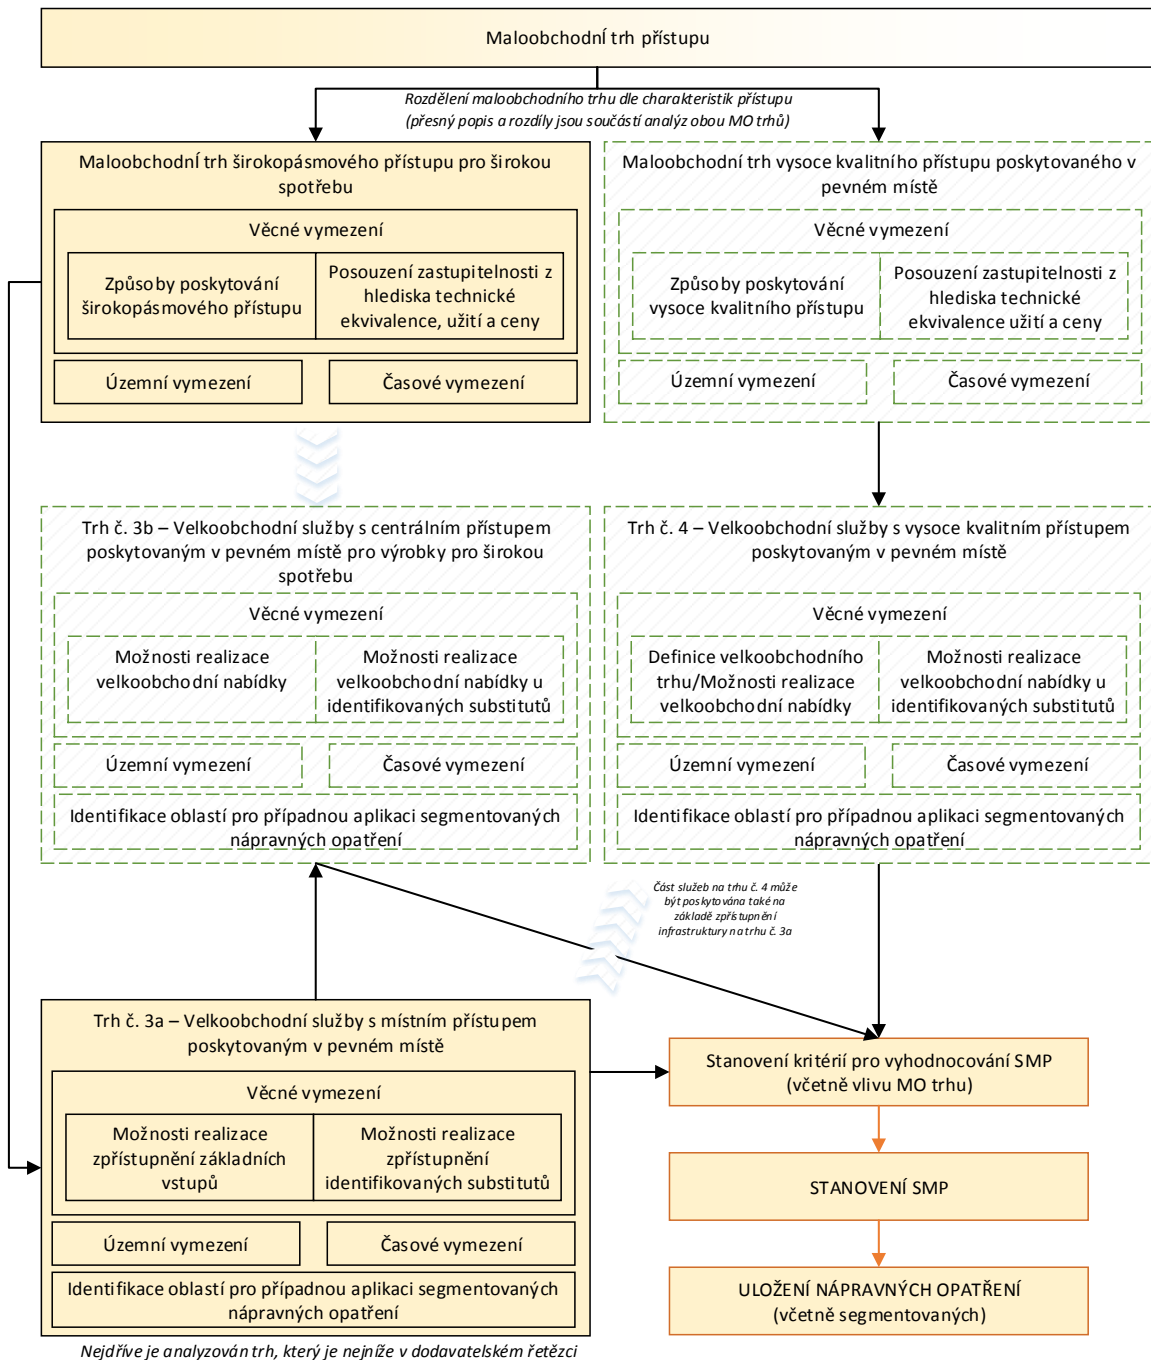 Maloobchodní trh přístupu
Rozdělení maloobchodního trhu dle charakteristik přístupu
(přesný popis a rozdíly jsou součástí analýz obou MO trhů)
Maloobchodní trh širokopásmového přístupu pro širokou
spotřebu
Věcné vymezení
Způsoby poskytování
širokopásmového přístupu
Posouzení zastupitelnosti z
hlediska technické
ekvivalence, užití a ceny
Územní vymezení
Časové vymezení
Maloobchodní trh vysoce kvalitního přístupu poskytovaného v
pevném místě
Věcné vymezení
Způsoby poskytování
vysoce kvalitního přístupu
Posouzení zastupitelnosti z
hlediska technické
ekvivalence užití a ceny
Územní vymezení
Časové vymezení
Trh č. 3b – Velkoobchodní služby s centrálním přístupem
poskytovaným v pevném místě pro výrobky pro širokou
spotřebu
Věcné vymezení
Možnosti realizace
velkoobchodní nabídky
Možnosti realizace
velkoobchodní nabídky u
identifikovaných substitutů
Územní vymezení
Časové vymezení
Identifikace oblastí pro případnou aplikaci segmentovaných
nápravných opatření
Trh č. 4 – Velkoobchodní služby s vysoce kvalitním přístupem
poskytovaným v pevném místě
Věcné vymezení
Definice velkoobchodního
trhu/Možnosti realizace
velkoobchodní nabídky
Možnosti realizace
velkoobchodní nabídky u
identifikovaných substitutů
Územní vymezení
Časové vymezení
Identifikace oblastí pro případnou aplikaci segmentovaných
nápravných opatření
Část služeb na trhu č. 4 může
být poskytována také na
základě zpřístupnění
infrastruktury na trhu č. 3a
Trh č. 3a – Velkoobchodní služby s místním přístupem
poskytovaným v pevném místě
Věcné vymezení
Možnosti realizace
zpřístupnění základních
vstupů
Možnosti realizace
zpřístupnění
identifikovaných substitutů
Územní vymezení
Časové vymezení
Identifikace oblastí pro případnou aplikaci segmentovaných
nápravných opatření
Nejdříve je analyzován trh, který je nejníže v dodavatelském řetězci
Stanovení kritérií pro vyhodnocování SMP
(včetně vlivu MO trhu)
STANOVENÍ SMP
ULOŽENÍ NÁPRAVNÝCH OPATŘENÍ
(včetně segmentovaných)